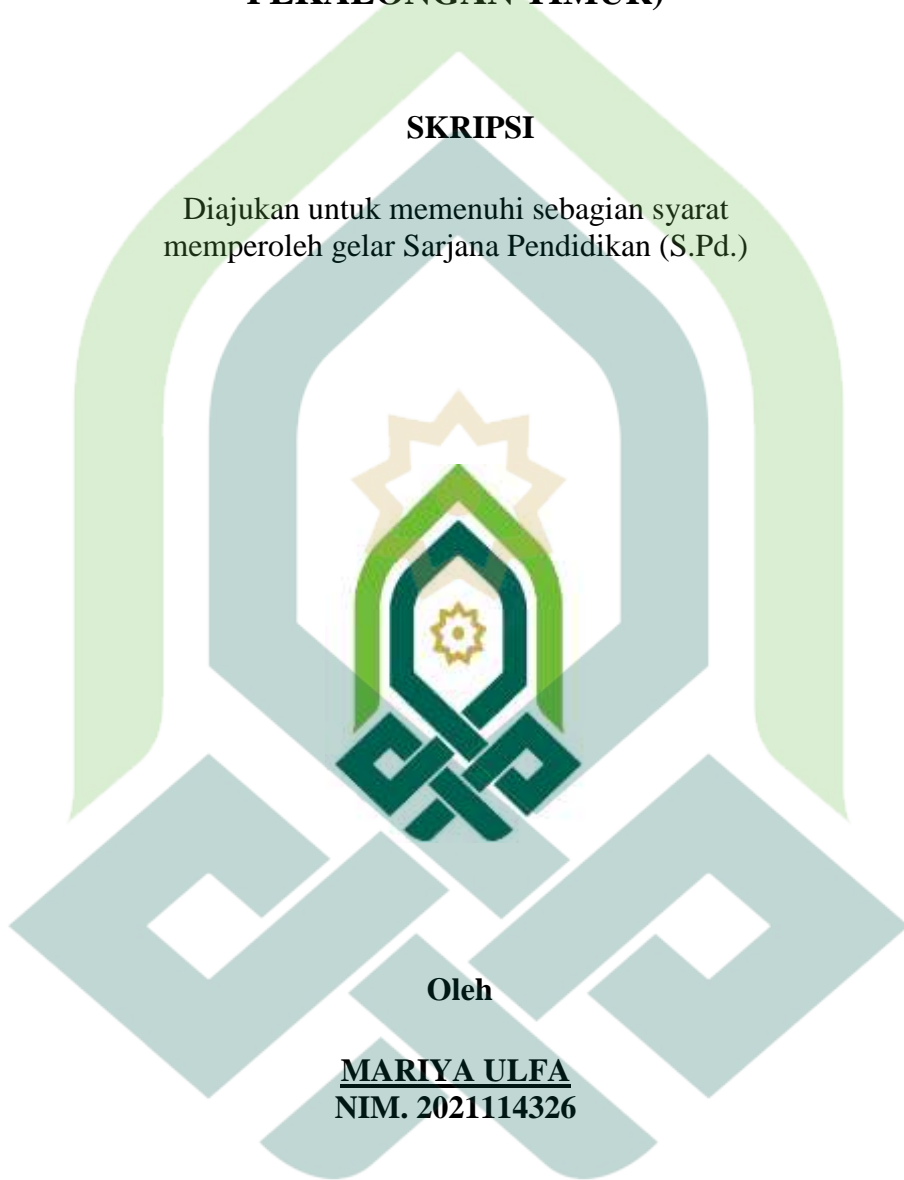 PEKALONGAN TIMUR)
SKRIPSI
Diajukan untuk memenuhi sebagian syarat
memperoleh gelar Sarjana Pendidikan (S.Pd.)
Oleh
MARIYA ULFA
NIM. 2021114326